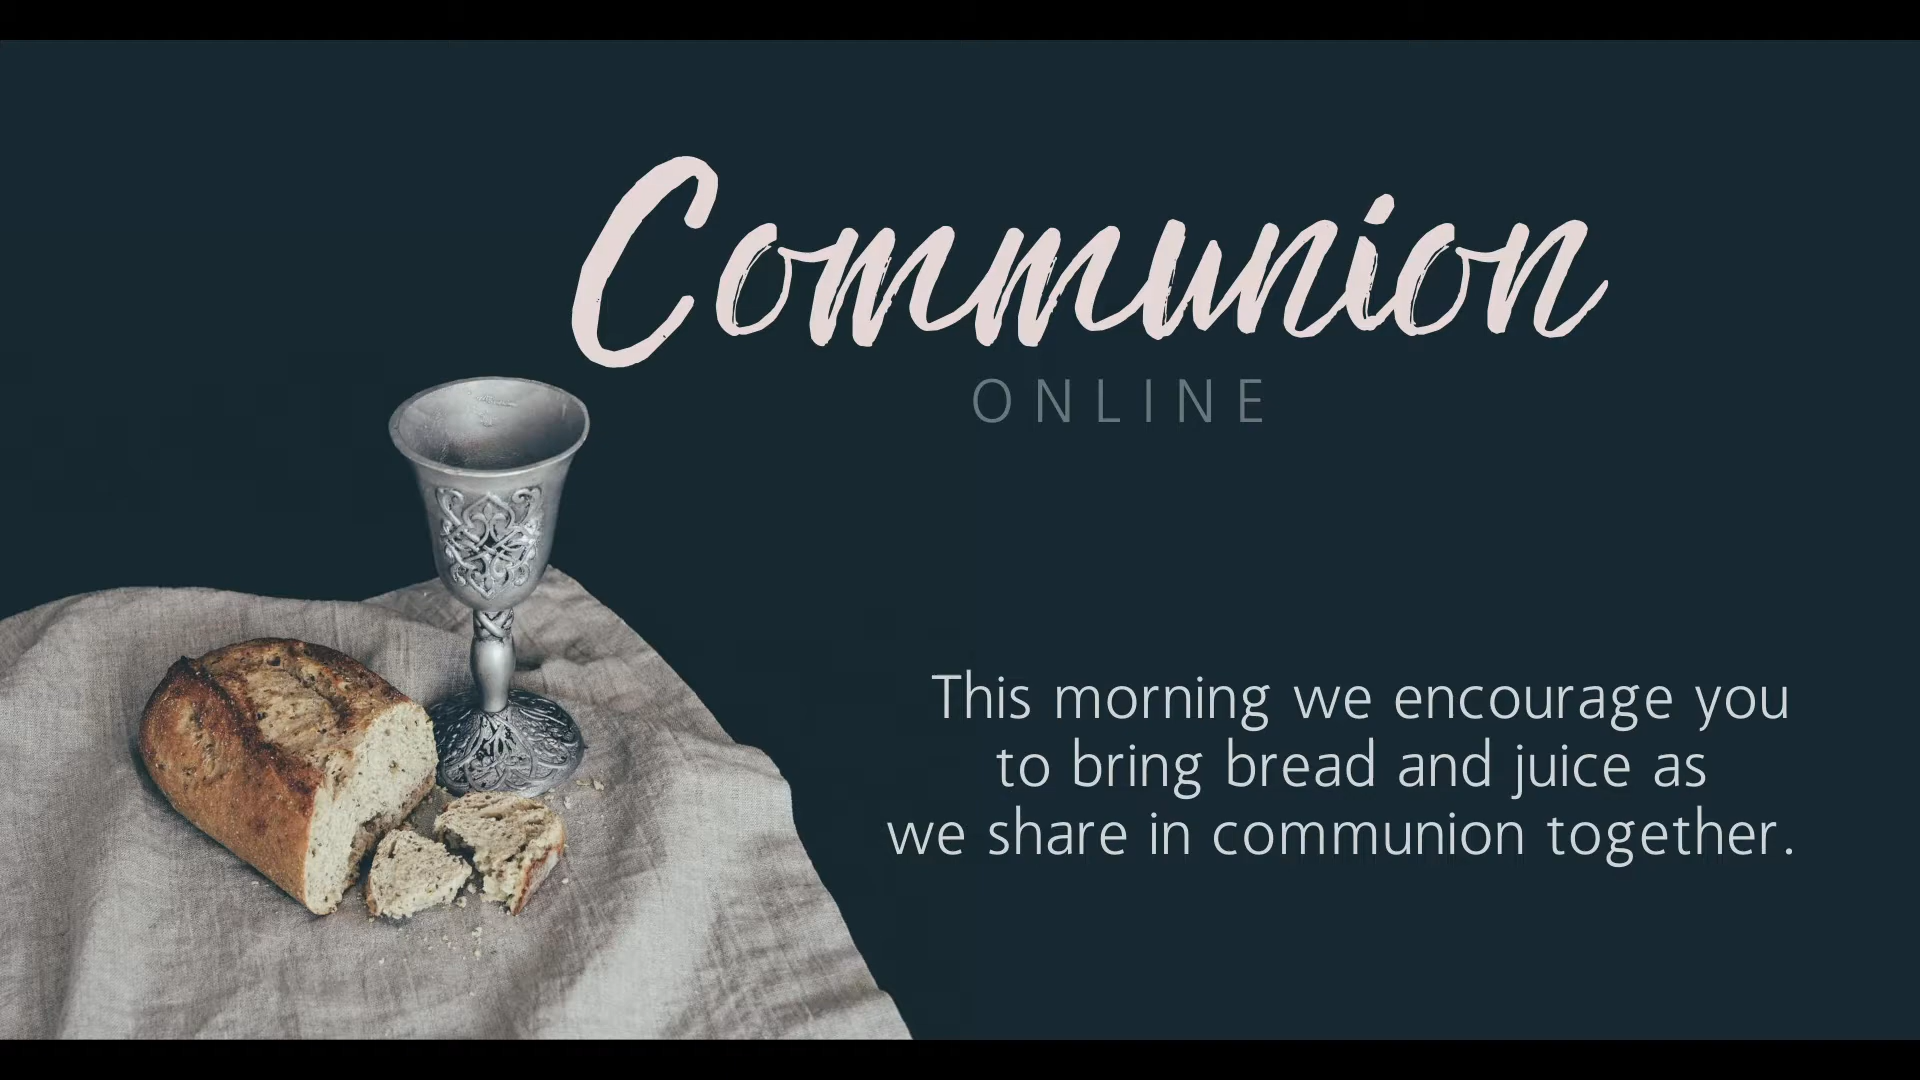 Communion
ONLINE
This morning we encourage you
to bring bread and juice as
we share in communion together.